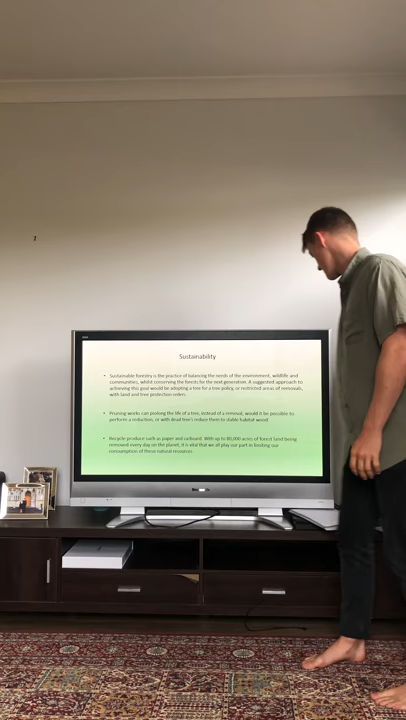 Sustainability
• Sustainable forestry is the practice of balancing the needs of the environment, wildlife and
communities, whilst conserving the forests for the next generation. A suggested approach to
achieving this goal would be adopting a tree for a tree policy, or restricted areas of removals,
with land and tree protection orders.
• Pruning works can prolong the life of a tree, instead of a removal, would it be possible to
perform a reduction, or with dead tree's reduce them to stable habitat wood.
• Recycle produce such as paper and carboard. With up to 80,000 acres of forest land being
removed every day on the planet, it is vital that we all play our part in limiting our
consumption of these natural resources.